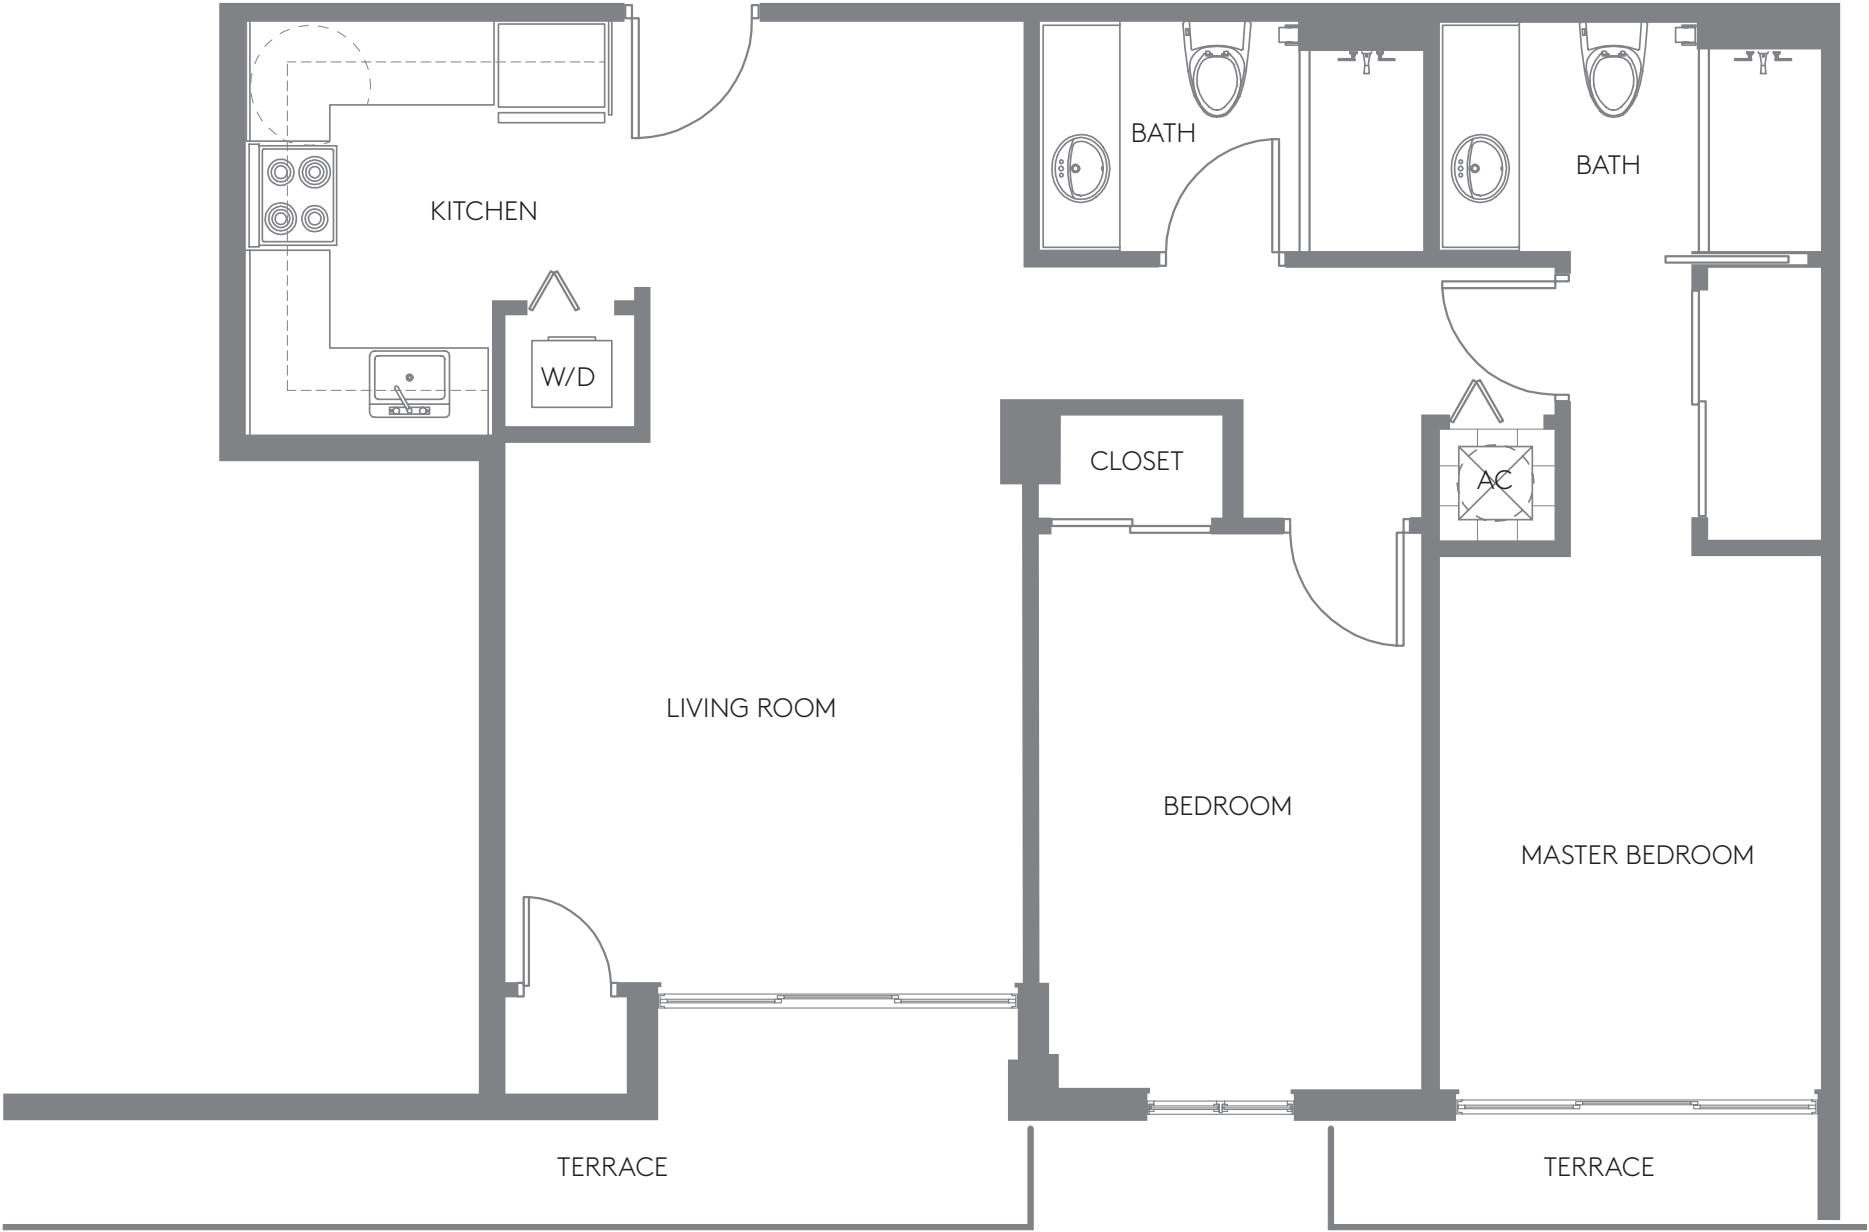 BATH
BATH
KITCHEN
W/D
CLOSET
AC
LIVING ROOM
BEDROOM
MASTER BEDROOM
TERRACE
TERRACE